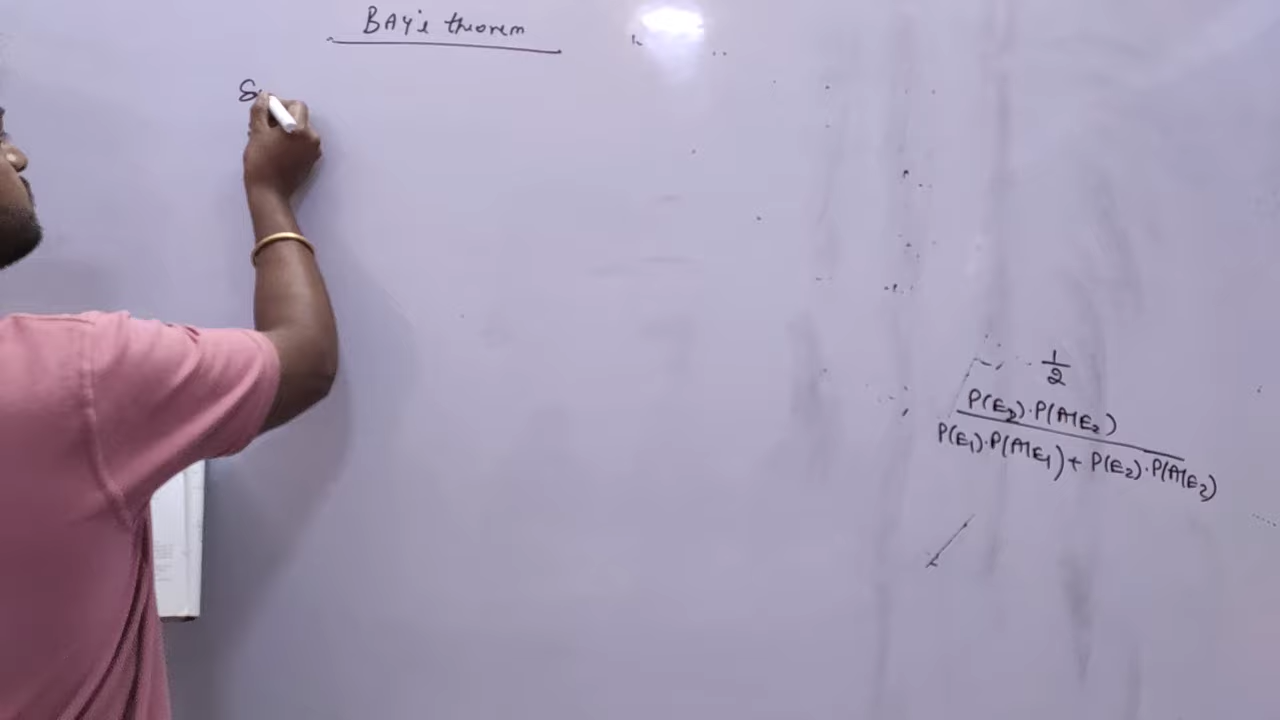 BAy's theorem
S
1/2
P(E₂).P(A|E₂)
P(E₁).P(A|E₁) + P(E₂).P(A|E₂)